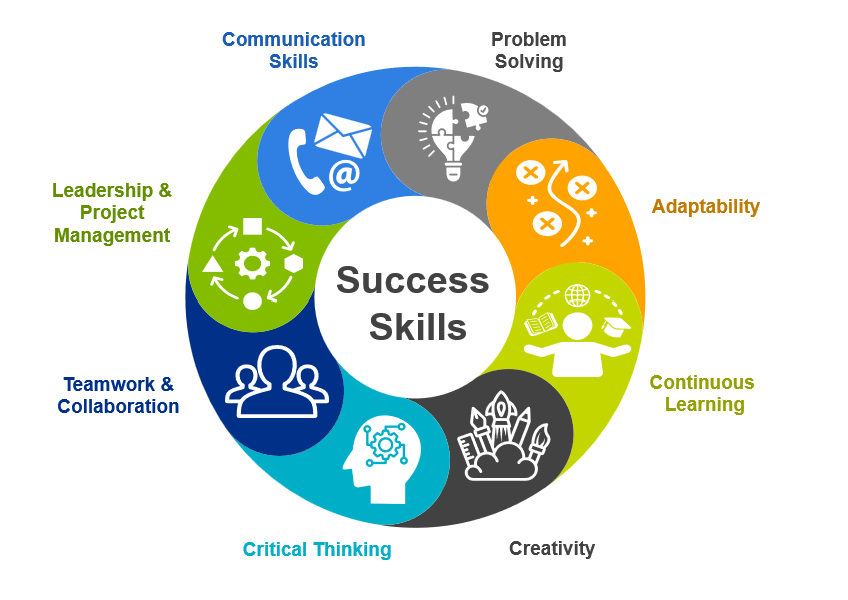 Communication
Skills
Problem
Solving
Leadership &
Project
Management
Adaptability
@
Success
Skills
Teamwork &
Collaboration
Continuous
Learning
Critical Thinking
Creativity